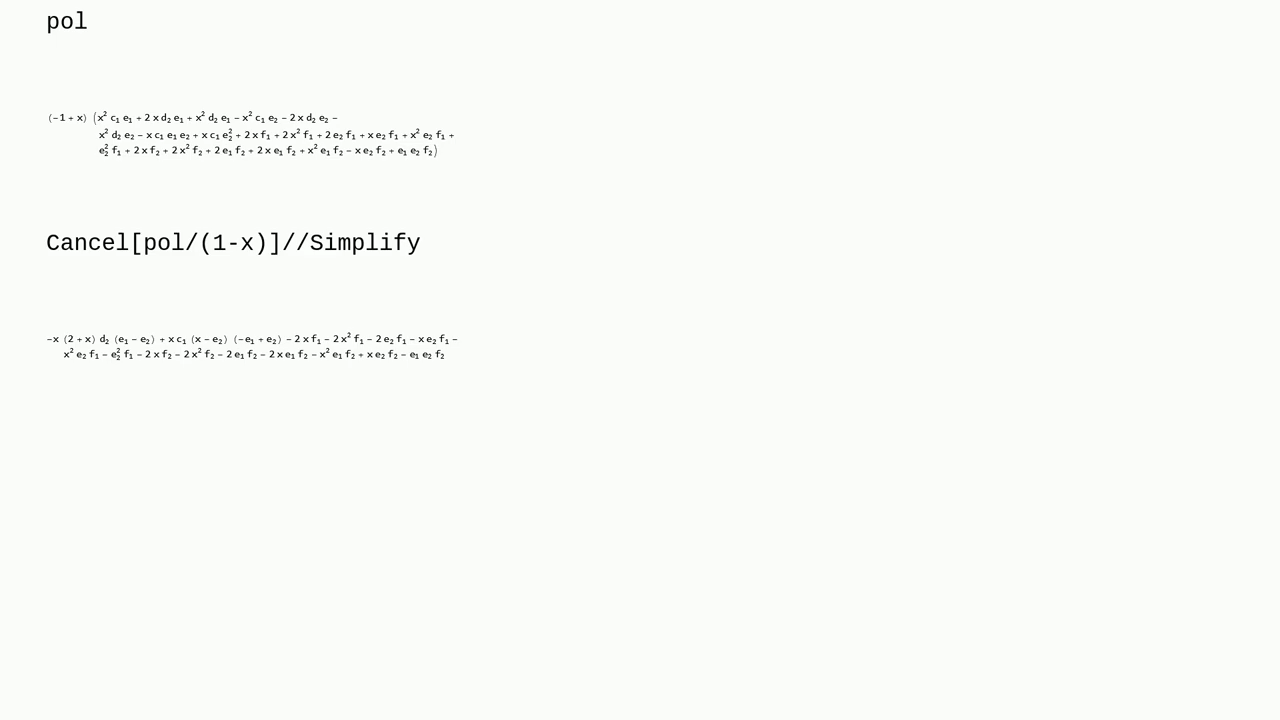 pol
(−1 + x) (x² c₁ e₁ + 2 x d₂ e₁ + x² d₂ e₁ − x² c₁ e₂ − 2 x d₂ e₂ −
x² d₂ e₂ − x c₁ e₁ e₂ + x c₁ e₂² + 2 x f₁ + 2 x² f₁ + 2 e₂ f₁ + x e₂ f₁ + x² e₂ f₁ +
e₂² f₁ + 2 x f₂ + 2 x² f₂ + 2 e₁ f₂ + 2 x e₁ f₂ + x² e₁ f₂ − x e₂ f₂ + e₁ e₂ f₂)
Cancel[pol/(1-x)]//Simplify
−x (2 + x) d₂ (e₁ − e₂) + x c₁ (x − e₂) (−e₁ + e₂) − 2 x f₁ − 2 x² f₁ − 2 e₂ f₁ − x e₂ f₁ −
x² e₂ f₁ − e₂² f₁ − 2 x f₂ − 2 x² f₂ − 2 e₁ f₂ − 2 x e₁ f₂ − x² e₁ f₂ + x e₂ f₂ − e₁ e₂ f₂